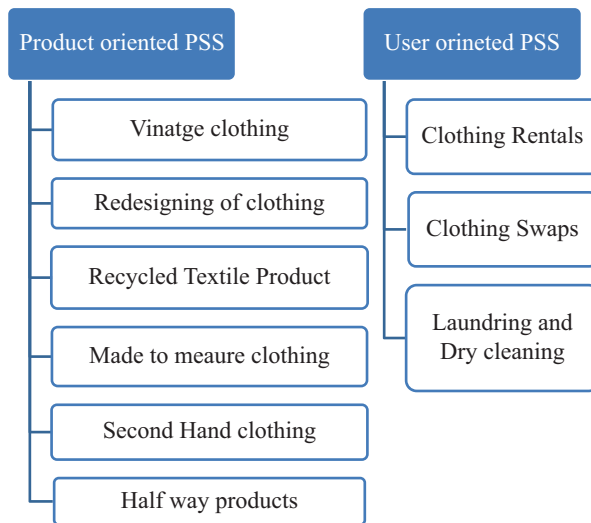 Product oriented PSS
Vinatge clothing
Redesigning of clothing
Recycled Textile Product
Made to meaure clothing
Second Hand clothing
Half way products
User orineted PSS
Clothing Rentals
Clothing Swaps
Laundring and
Dry cleaning